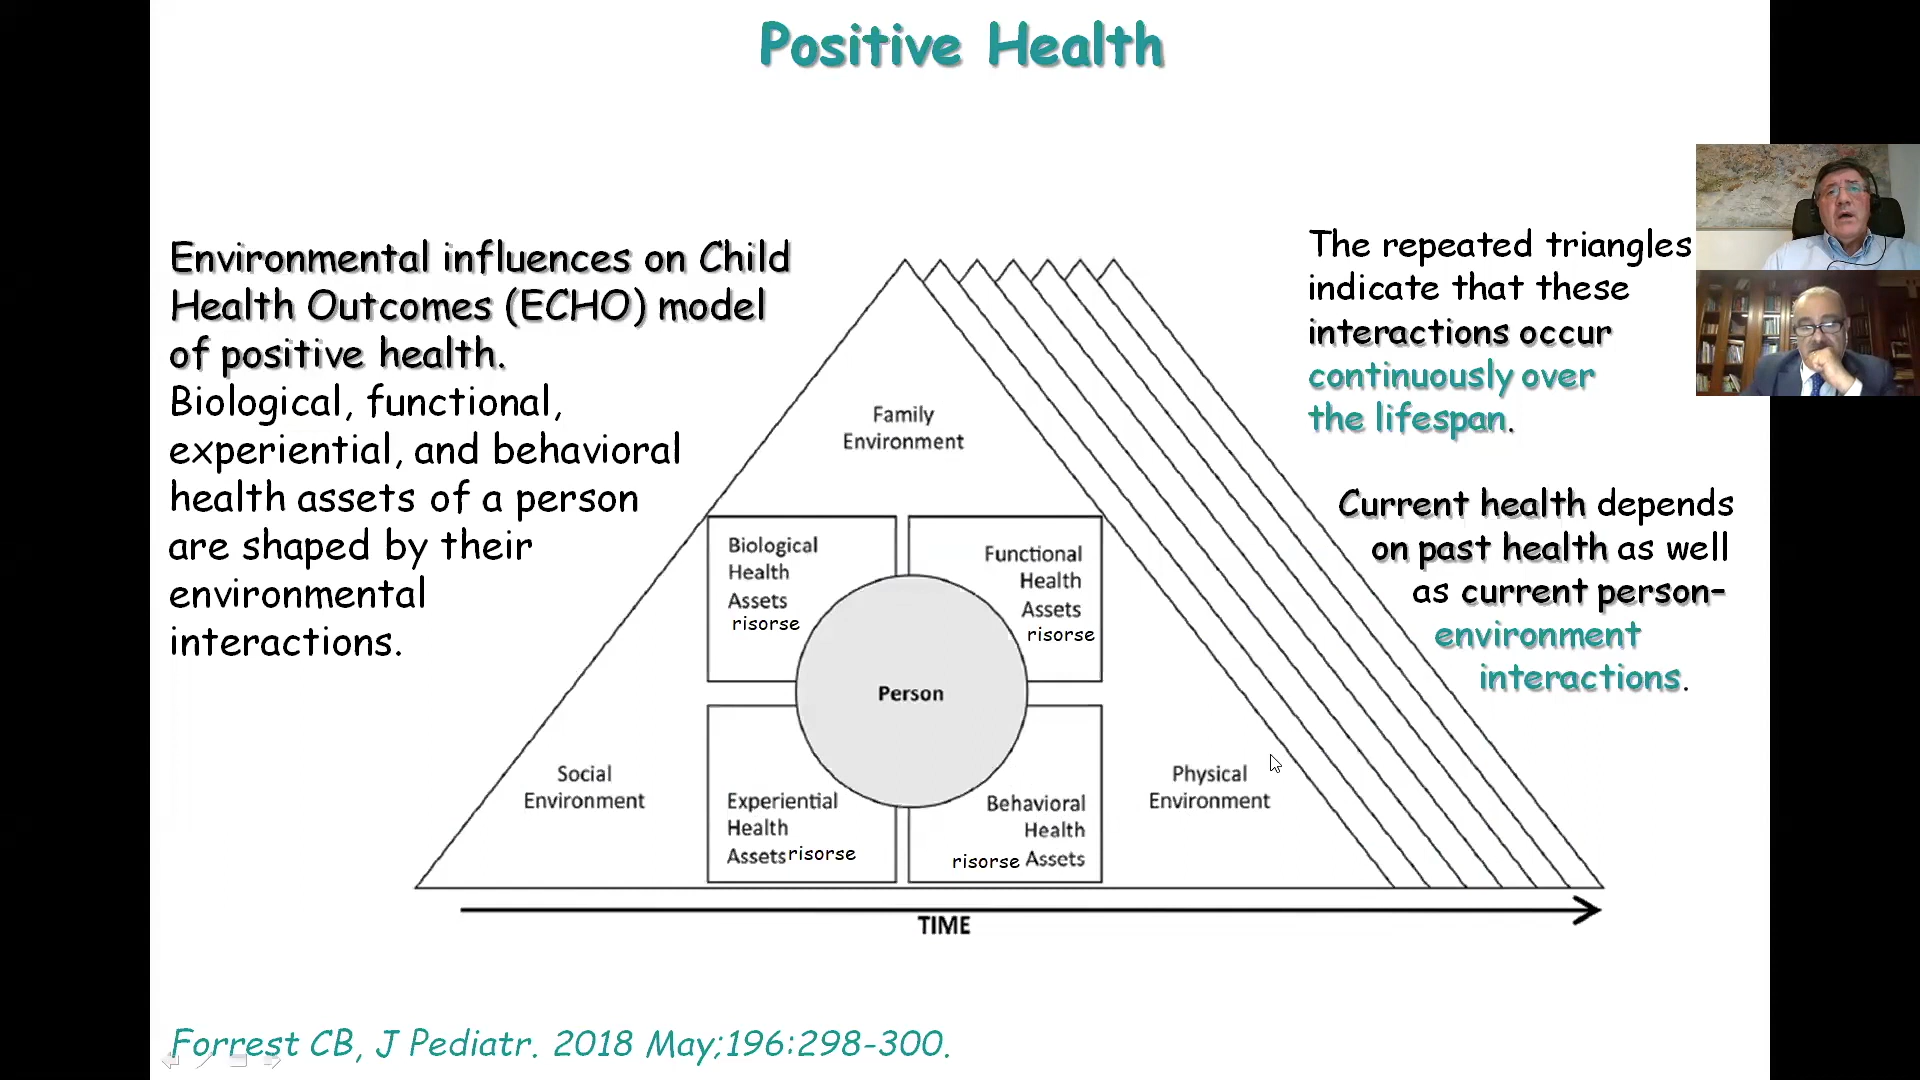 Positive Health
Environmental influences on Child
Health Outcomes (ECHO) model
of positive health.
Biological, functional,
experiential, and behavioral
health assets of a person
are shaped by their
environmental
interactions.
The repeated triangles
indicate that these
interactions occur
continuously over
the lifespan.
Current health depends
on past health as well
as current person-
environment
interactions.
Family
Environment
Biological
Health
Assets
risorse
Functional
Health
Assets
risorse
Person
Social
Environment
Experiential
Health
Assets risorse
Behavioral
Health
risorse Assets
Physical
Environment
TIME
Forrest CB, J Pediatr. 2018 May;196:298-300.